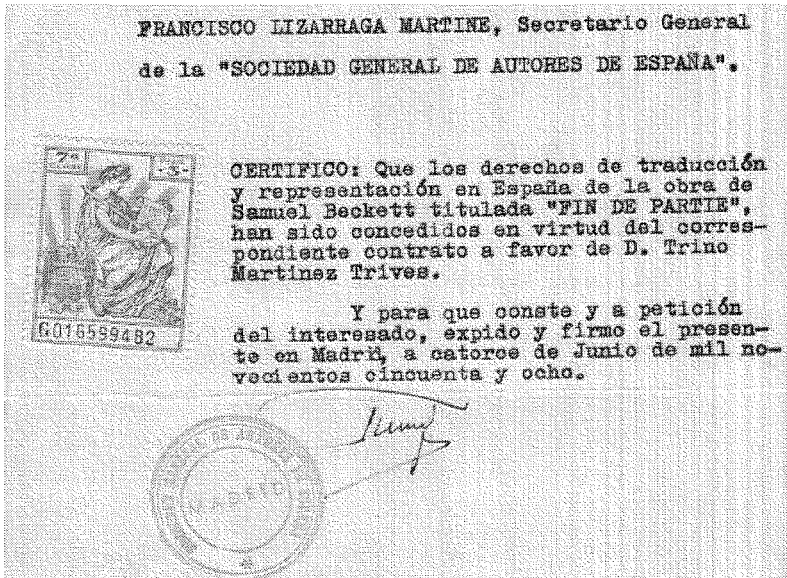 FRANCISCO LIZARRAGA MARTINE, Secretario General
de la "SOCIEDAD GENERAL DE AUTORES DE ESPAÑA".
7ª
-3-
G016599482
CERTIFICO: Que los derechos de traducción
y representación en España de la obra de
Samuel Beckett titulada "FIN DE PARTIE",
han sido concedidos en virtud del corres-
pondiente contrato a favor de D. Trino
Martinez Trives.
Y para que conste y a petición
del interesado, expido y firmo el presen-
te en Madri, a catorce de Junio de mil no-
vecientos cincuenta y ocho.
MADRID